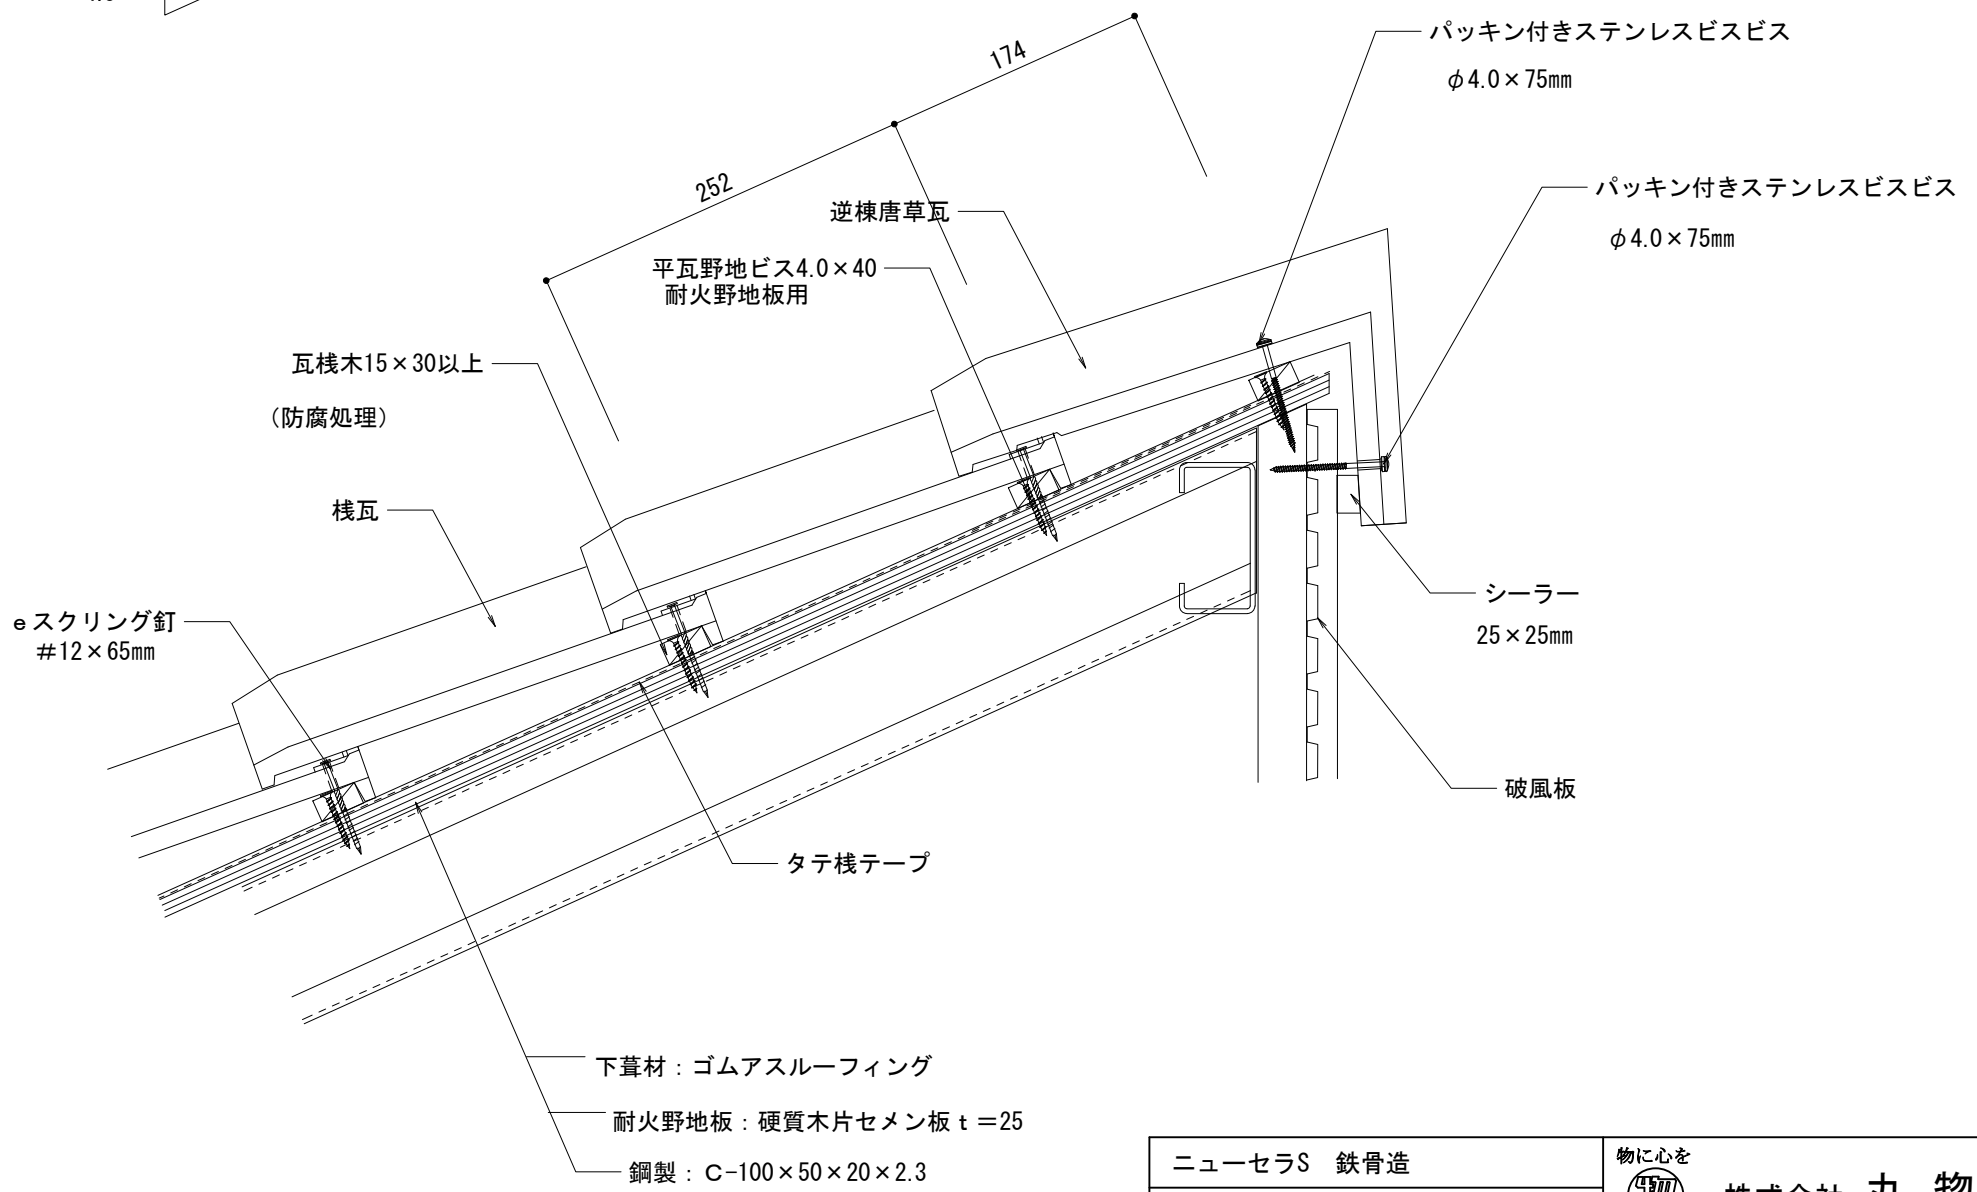 パッキン付きステンレスビスビス
φ4.0×75mm
174
パッキン付きステンレスビスビス
φ4.0×75mm
252
逆棟唐草瓦
平瓦野地ビス4.0×40
耐火野地板用
瓦桟木15×30以上
(防腐処理)
桟瓦
シーラー
25×25mm
eスクリング釘
#12×65mm
破風板
タテ桟テープ
下葺材：ゴムアスルーフィング
耐火野地板：硬質木片セメン板ｔ＝25
鋼製：C-100×50×20×2.3
ニューセラS 鉄骨造
物に心を
株式会社 丸 物